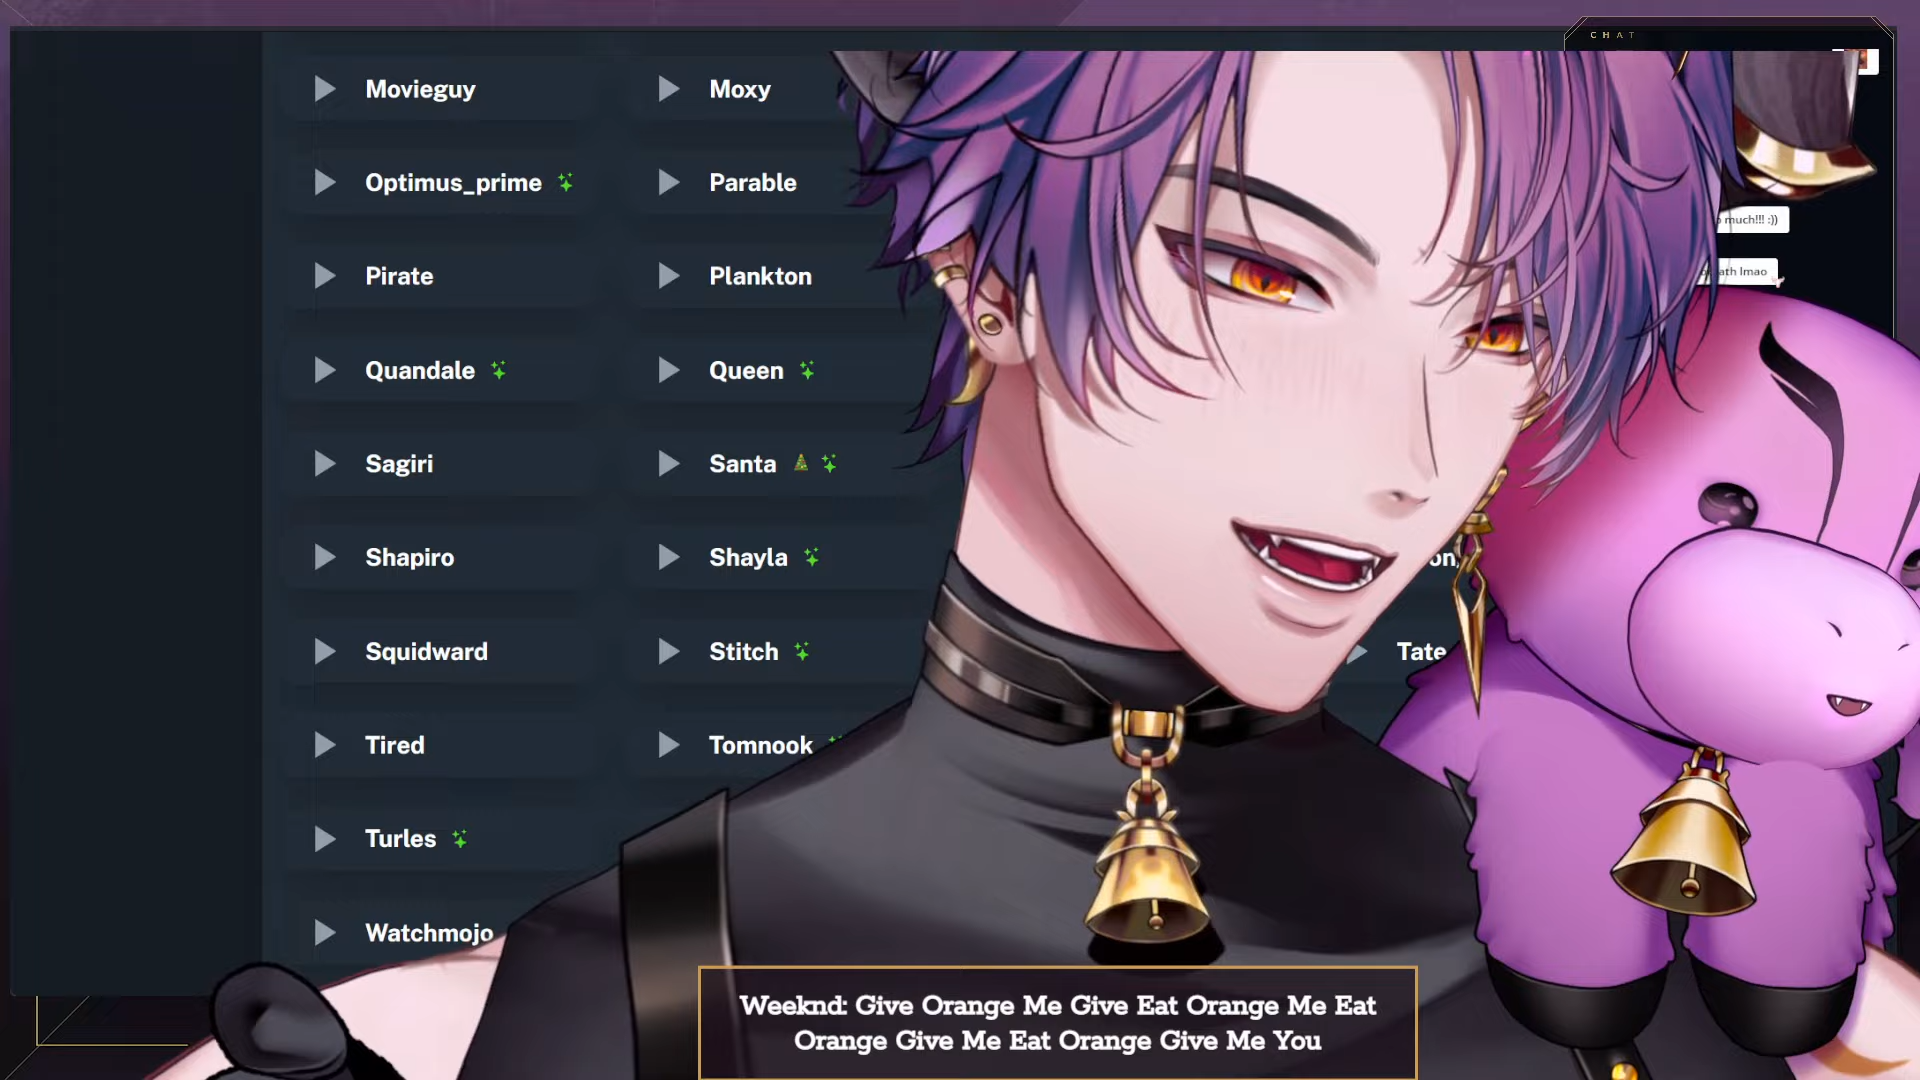 CHAT
Movieguy
Moxy
Optimus_prime
Parable
much!!! :))
Pirate
Plankton
ath lmao
Quandale
Queen
Sagiri
Santa
Shapiro
Shayla
Squidward
Stitch
Tate
Tired
Tomnook
Turles
Watchmojo
Weeknd: Give Orange Me Give Eat Orange Me Eat
Orange Give Me Eat Orange Give Me You